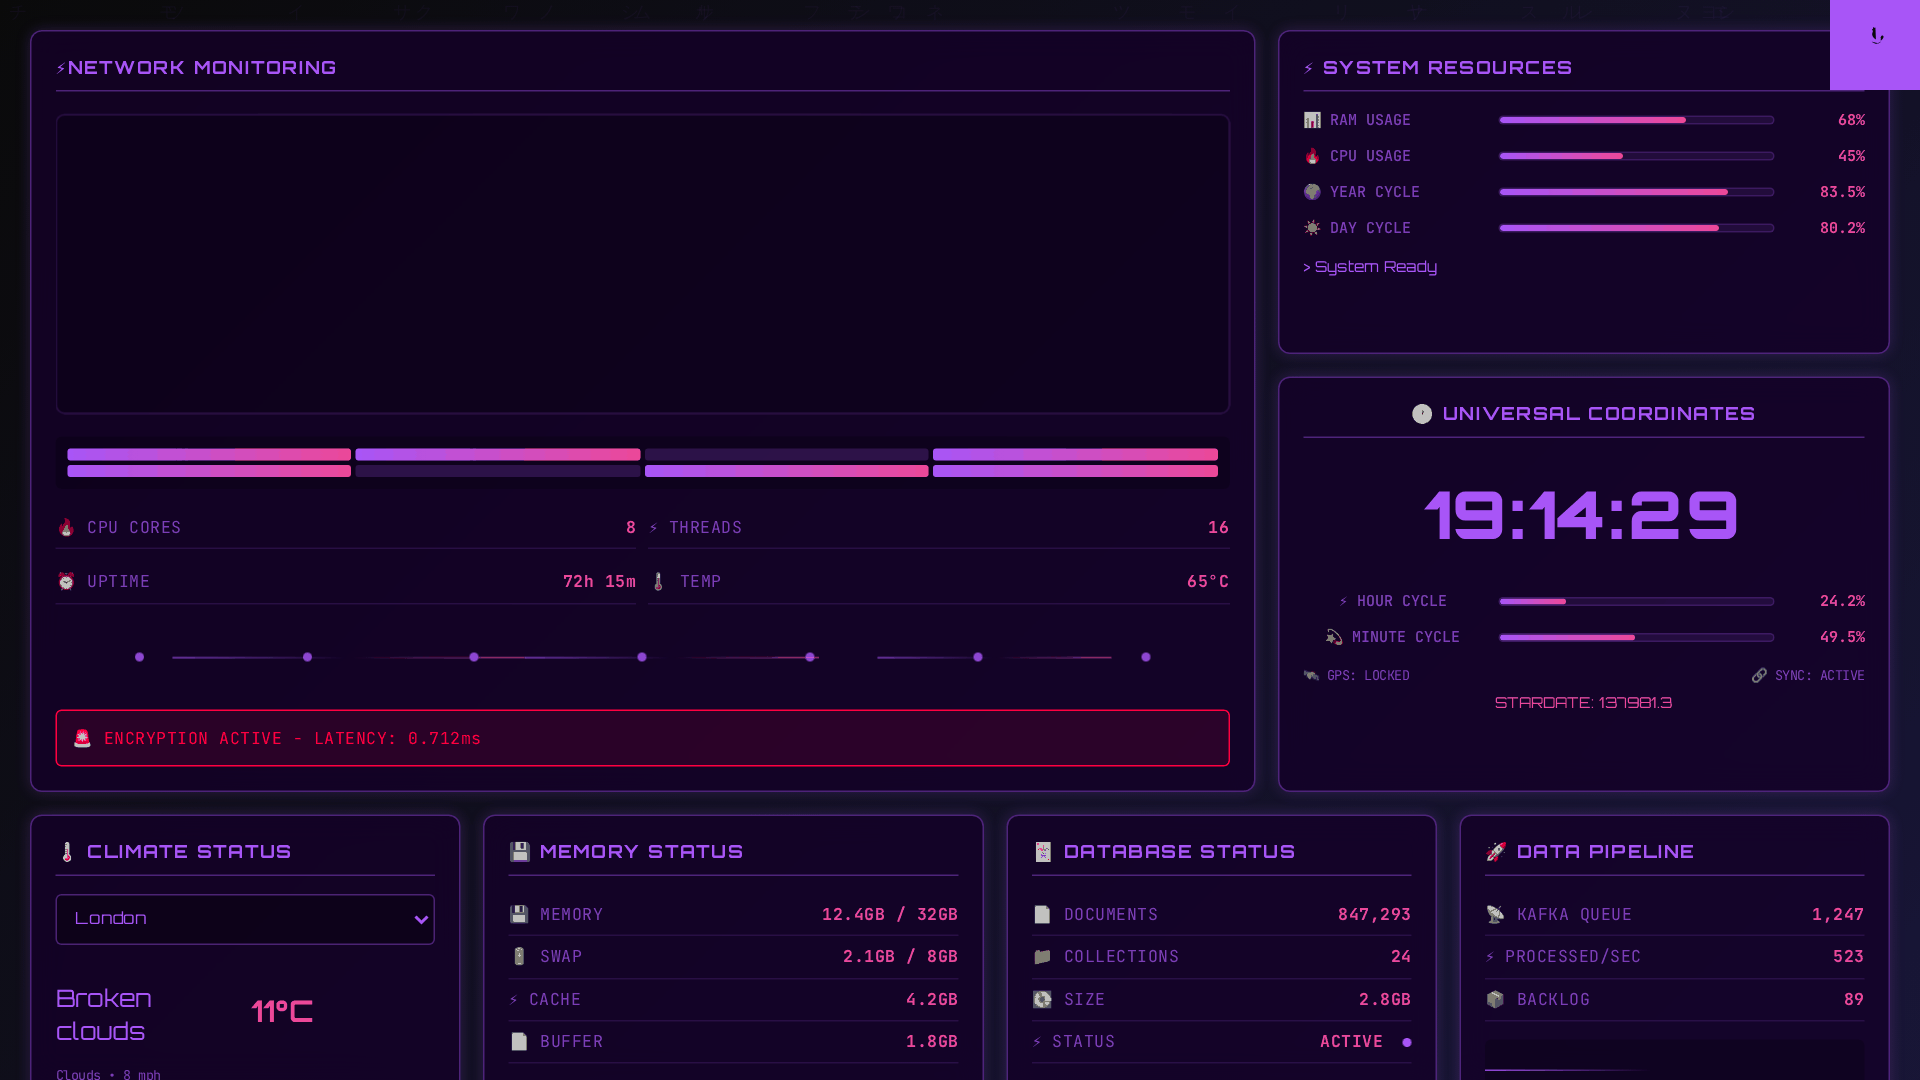 ⚡NETWORK MONITORING
🔥 CPU CORES 8
⚡ THREADS 16
⏰ UPTIME 72h 15m
🌡️ TEMP 65°C
🚨 ENCRYPTION ACTIVE - LATENCY: 0.712ms
⚡ SYSTEM RESOURCES
📊 RAM USAGE 68%
🔥 CPU USAGE 45%
🌍 YEAR CYCLE 83.5%
☀️ DAY CYCLE 80.2%
> System Ready
🕐 UNIVERSAL COORDINATES
19:14:29
⚡ HOUR CYCLE 24.2%
💫 MINUTE CYCLE 49.5%
🛰️ GPS: LOCKED
🔗 SYNC: ACTIVE
STARDATE: 137981.3
🌡️ CLIMATE STATUS
London
Broken
clouds
11°C
Clouds • 8 mph
💾 MEMORY STATUS
💾 MEMORY 12.4GB / 32GB
🔋 SWAP 2.1GB / 8GB
⚡ CACHE 4.2GB
📄 BUFFER 1.8GB
🃏 DATABASE STATUS
📄 DOCUMENTS 847,293
📁 COLLECTIONS 24
💽 SIZE 2.8GB
⚡ STATUS ACTIVE
🚀 DATA PIPELINE
📡 KAFKA QUEUE 1,247
⚡ PROCESSED/SEC 523
📦 BACKLOG 89